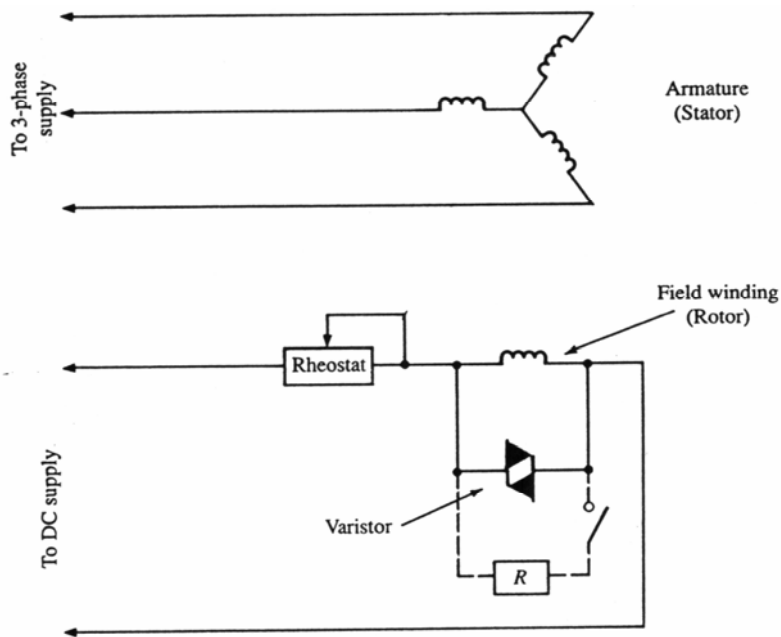 To 3-phase
supply
Armature
(Stator)
Field winding
(Rotor)
Rheostat
To DC supply
Varistor
R